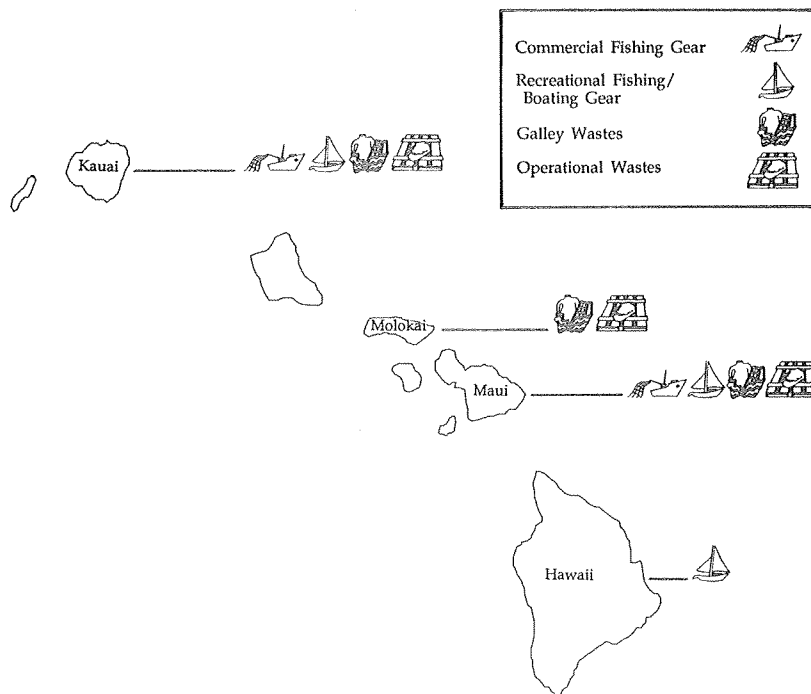 Commercial Fishing Gear
Recreational Fishing/
Boating Gear
Galley Wastes
Operational Wastes
Kauai
Molokai
Maui
Hawaii